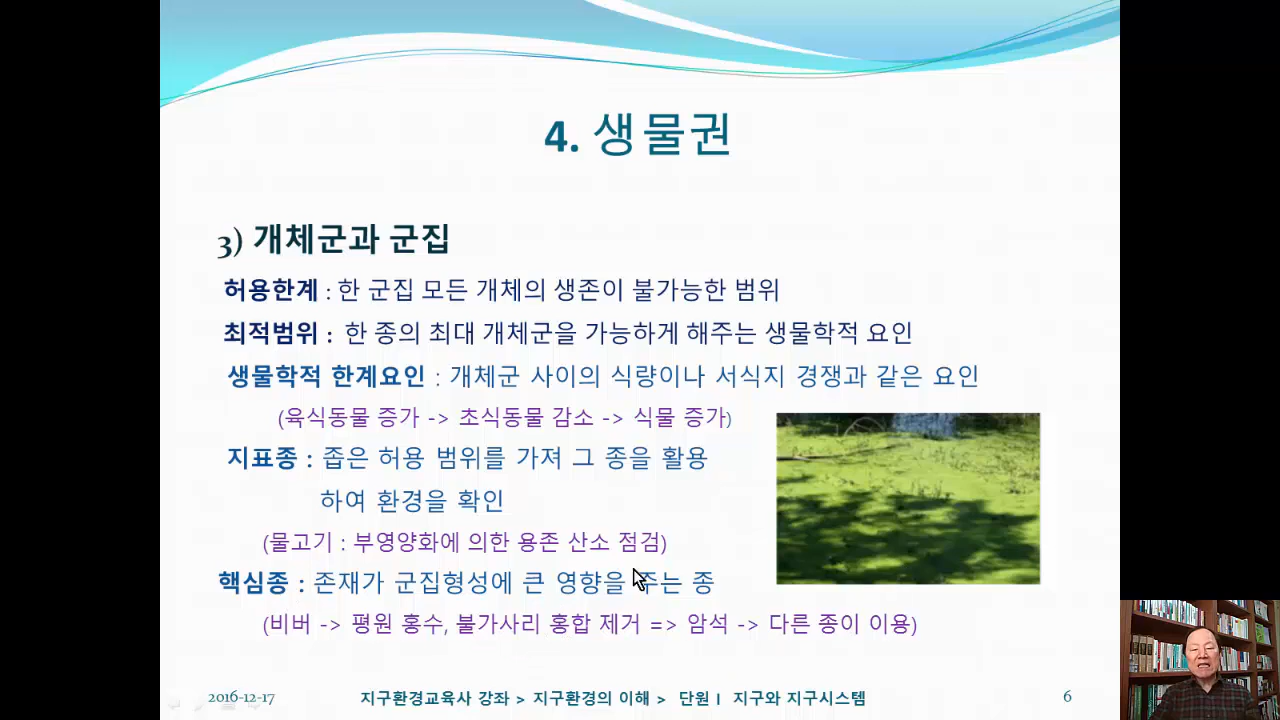 4. 생물권
3) 개체군과 군집
허용한계 : 한 군집 모든 개체의 생존이 불가능한 범위
최적범위 : 한 종의 최대 개체군을 가능하게 해주는 생물학적 요인
생물학적 한계요인 : 개체군 사이의 식량이나 서식지 경쟁과 같은 요인
(육식동물 증가 -> 초식동물 감소 -> 식물 증가)
지표종 : 좁은 허용 범위를 가져 그 종을 활용
하여 환경을 확인
(물고기 : 부영양화에 의한 용존 산소 점검)
핵심종 : 존재가 군집형성에 큰 영향을 주는 종
(비버 -> 평원 홍수, 불가사리 홍합 제거 => 암석 -> 다른 종이 이용)
2016-12-17 지구환경교육사 강좌 > 지구환경의 이해 > 단원 I 지구와 지구시스템 6